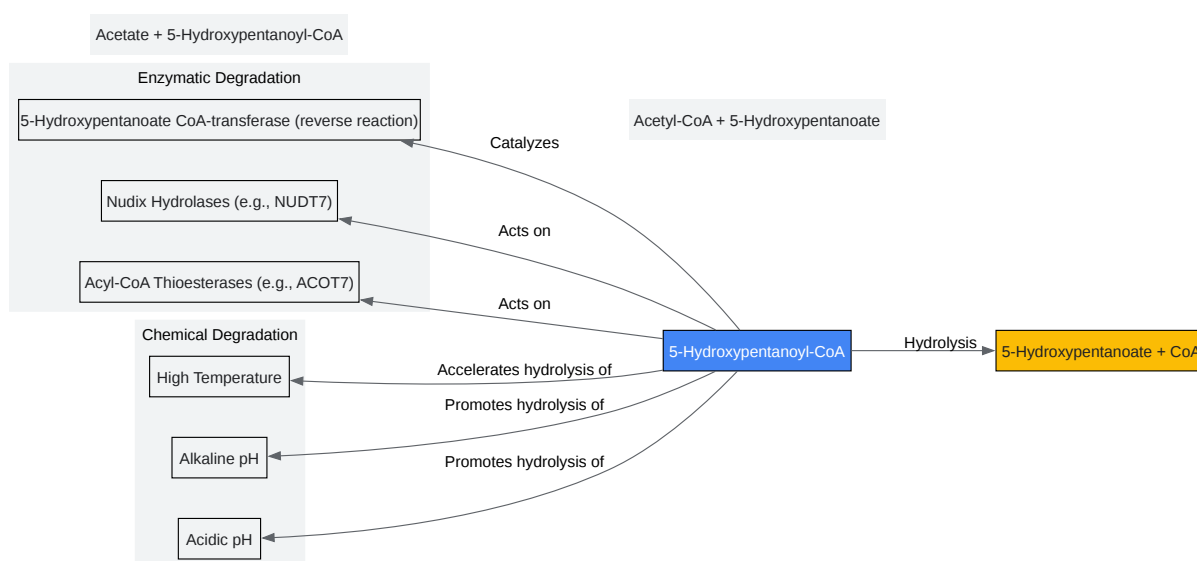 Acetate + 5-Hydroxypentanoyl-CoA
Enzymatic Degradation
5-Hydroxypentanoate CoA-transferase (reverse reaction)
Acetyl-CoA + 5-Hydroxypentanoate
Catalyzes
Nudix Hydrolases (e.g., NUDT7)
Acts on
Acyl-CoA Thioesterases (e.g., ACOT7)
Acts on
Chemical Degradation
5-Hydroxypentanoyl-CoA
Hydrolysis
5-Hydroxypentanoate + CoA
High Temperature
Accelerates hydrolysis of
Promotes hydrolysis of
Alkaline pH
Promotes hydrolysis of
Acidic pH